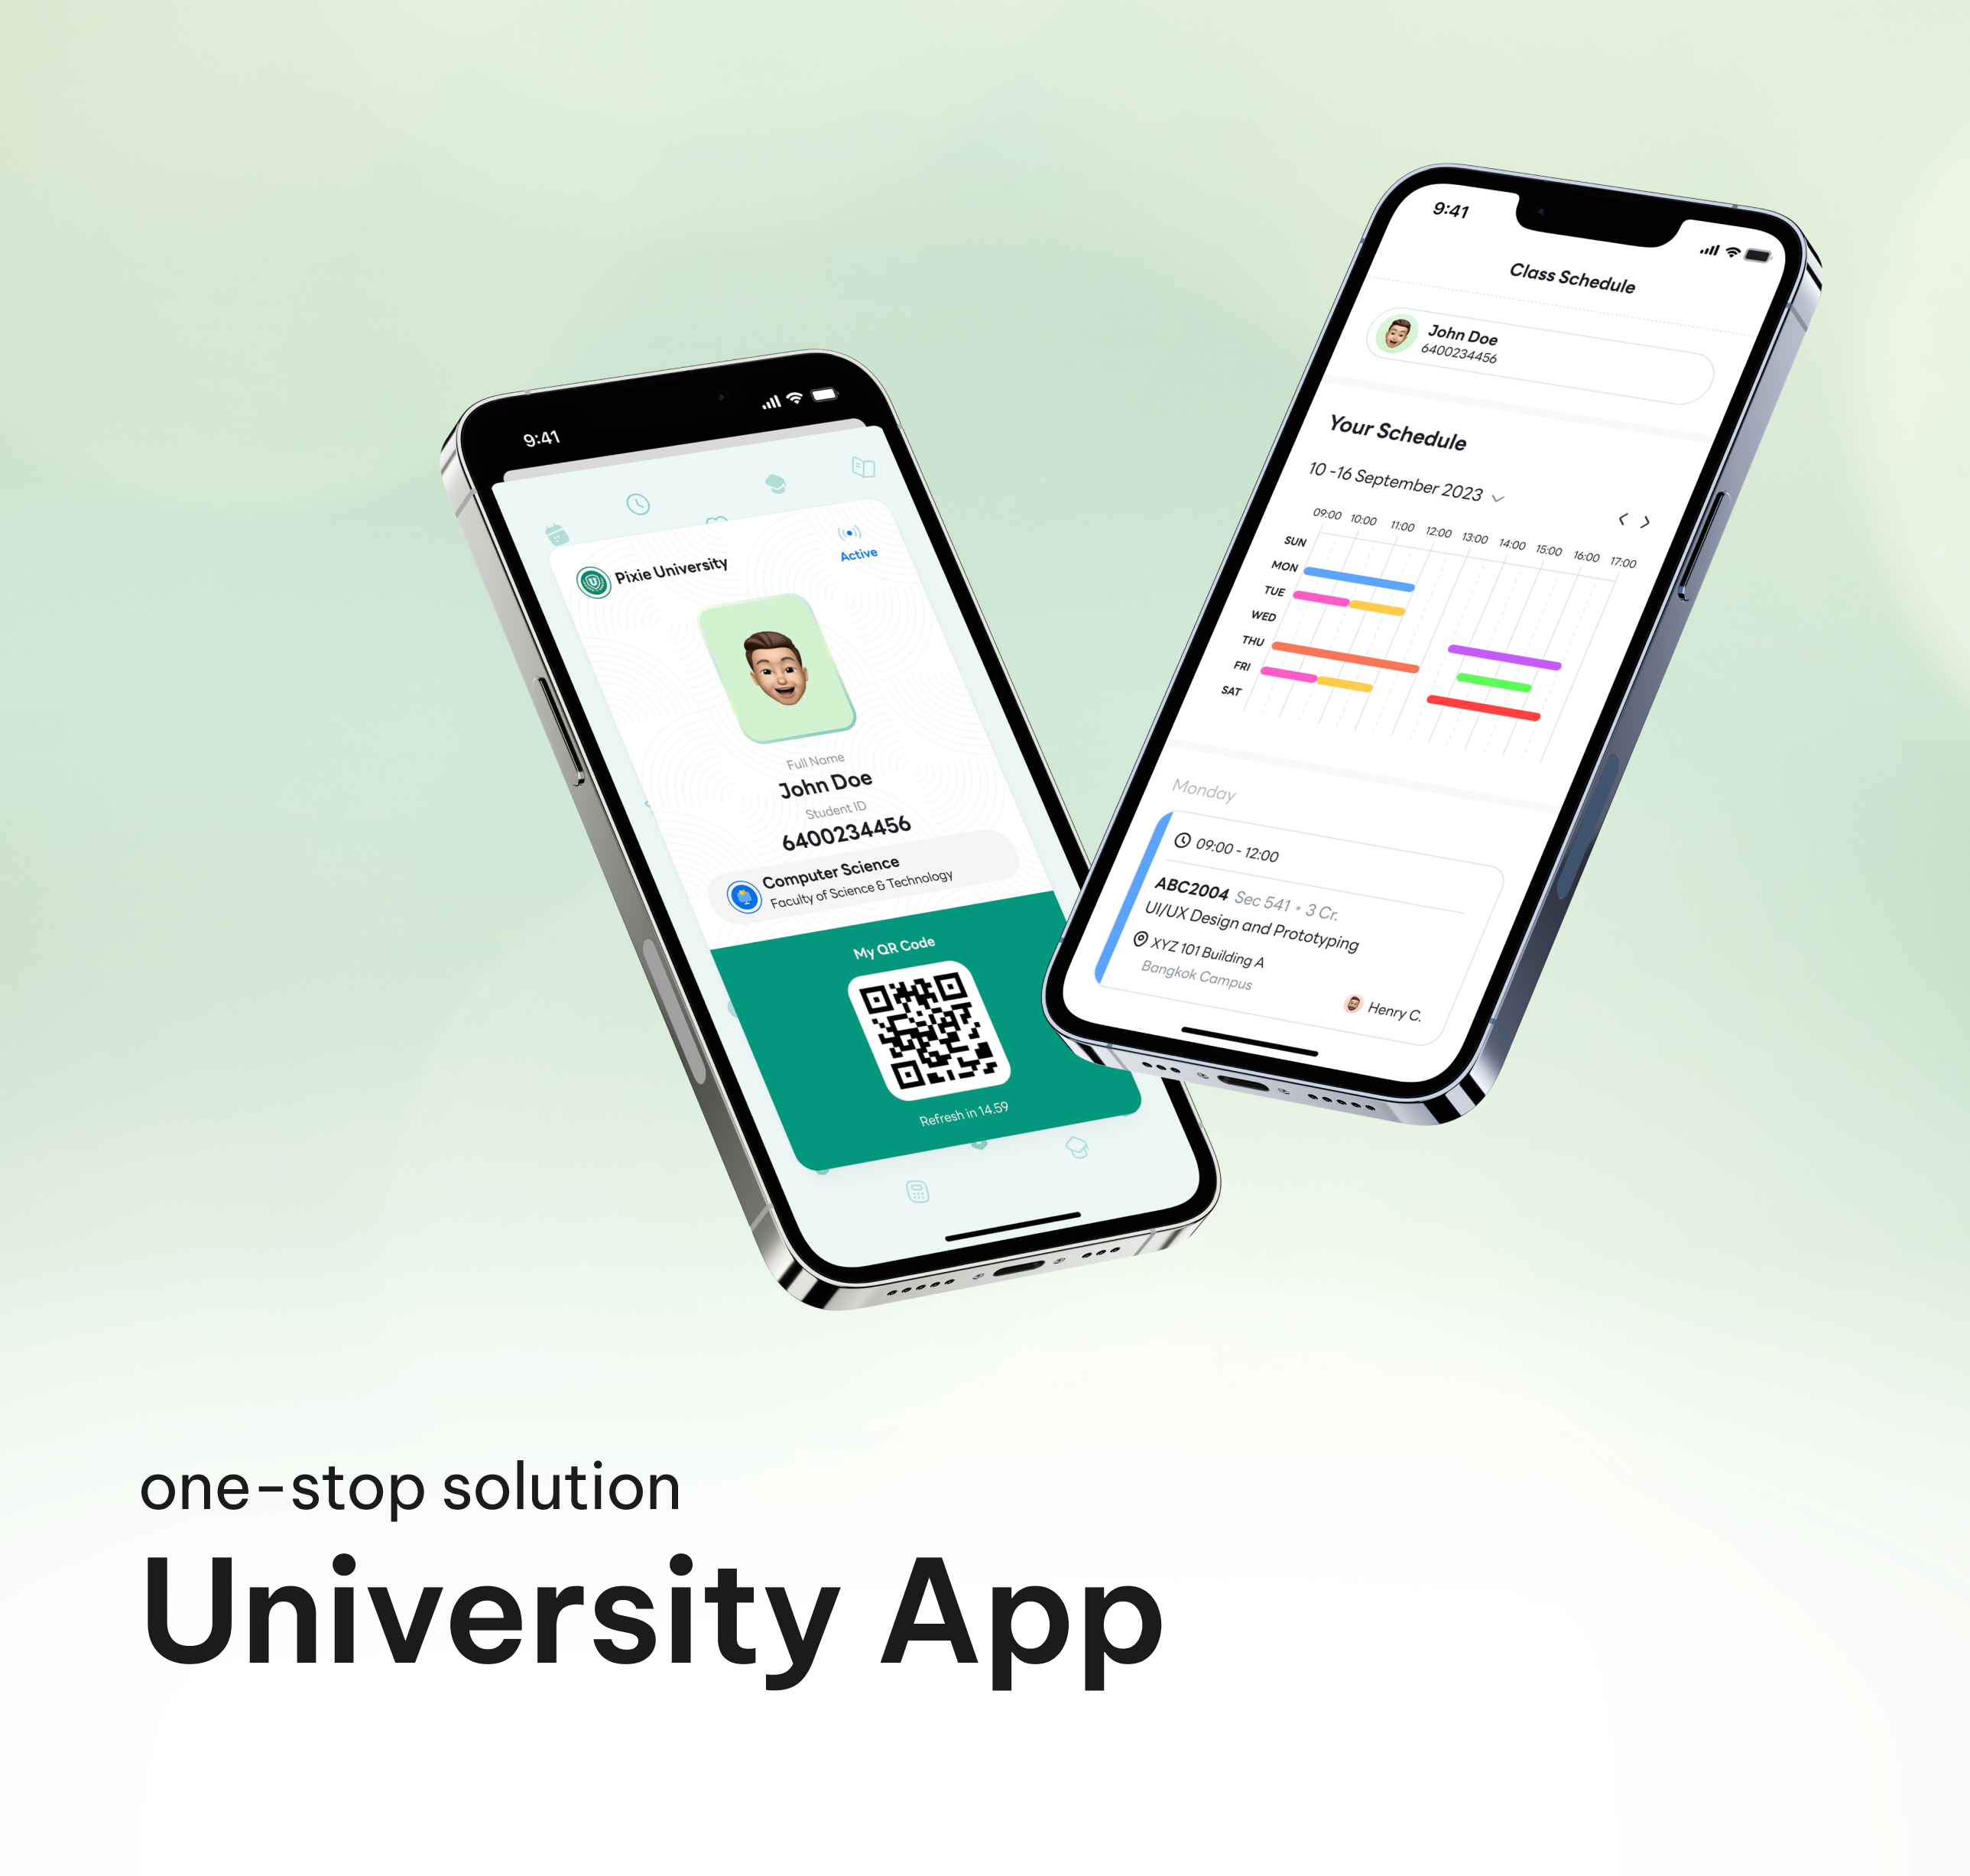 9:41
Pixie University
Active
Full Name
John Doe
Student ID
6400234456
Computer Science
Faculty of Science & Technology
My QR Code
Refresh in 14.59
9:41
Class Schedule
John Doe
6400234456
Your Schedule
10 -16 September 2023
09:00 10:00 11:00 12:00 13:00 14:00 15:00 16:00 17:00
SUN
MON
TUE
WED
THU
FRI
SAT
Monday
09:00 - 12:00
ABC2004 Sec 541 • 3 Cr.
UI/UX Design and Prototyping
XYZ 101 Building A
Bangkok Campus
Henry C.
one-stop solution
University App